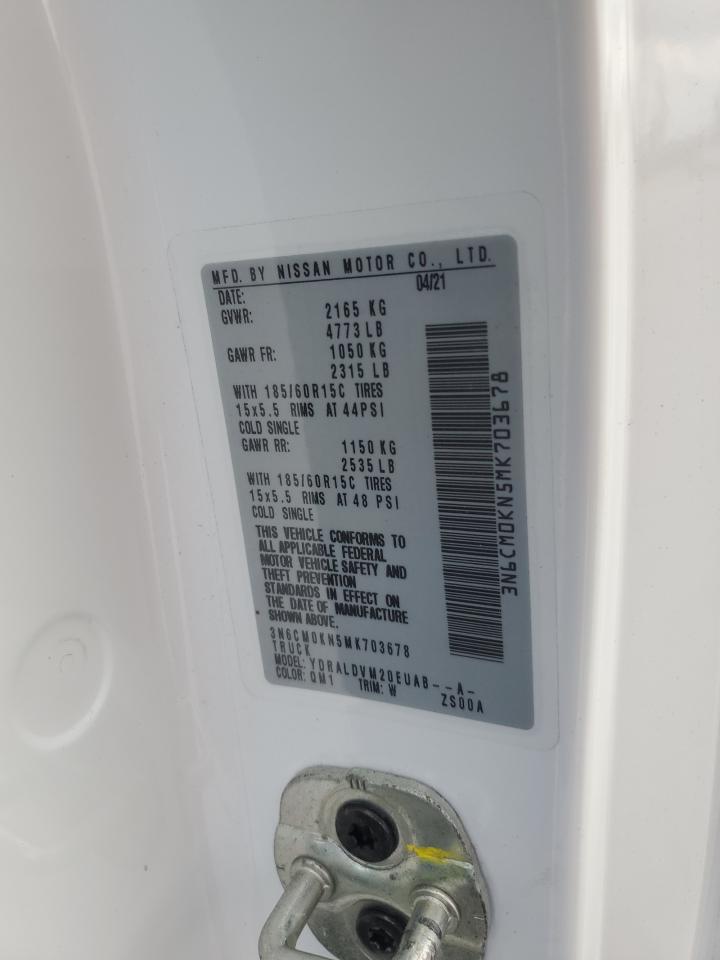 MFD. BY NISSAN MOTOR CO., LTD.
DATE: 04/21
GVWR: 2165 KG
4773 LB
GAWR FR: 1050 KG
2315 LB
WITH 185/60R15C TIRES
15x5.5 RIMS AT 44PSI
COLD SINGLE
GAWR RR: 1150 KG
2535 LB
WITH 185/60R15C TIRES
15x5.5 RIMS AT 48 PSI
COLD SINGLE
THIS VEHICLE CONFORMS TO
ALL APPLICABLE FEDERAL
MOTOR VEHICLE SAFETY AND
THEFT PREVENTION
STANDARDS IN EFFECT ON
THE DATE OF MANUFACTURE
SHOWN ABOVE.
3N6CM0KN5MK703678
TRUCK
MODEL: YDRALDVM20EUAB--A-
COLOR: QM1 TRIM: W ZS00A
3N6CM0KN5MK703678